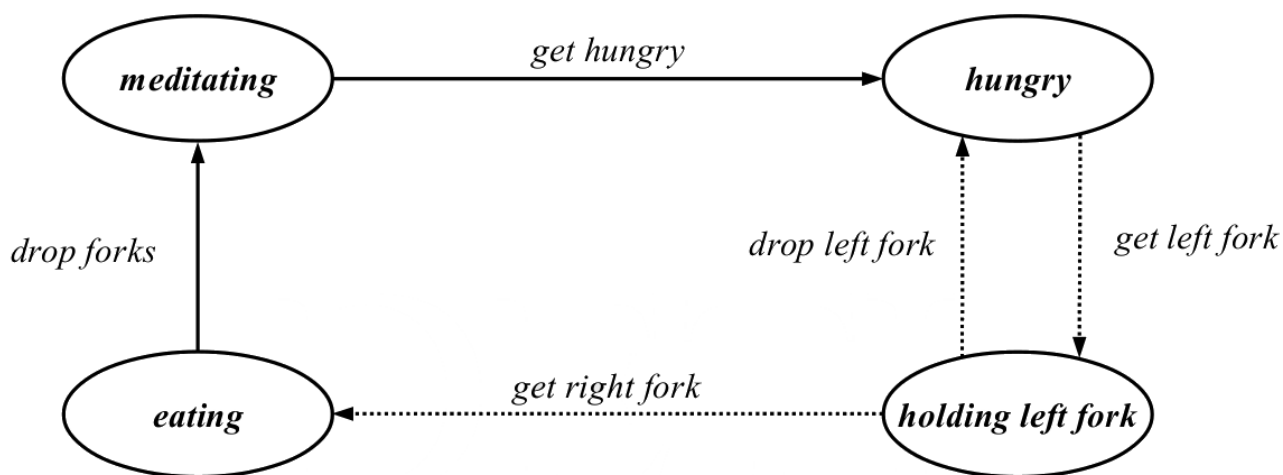 get hungry
meditating
hungry
drop forks
drop left fork
get left fork
get right fork
eating
holding left fork